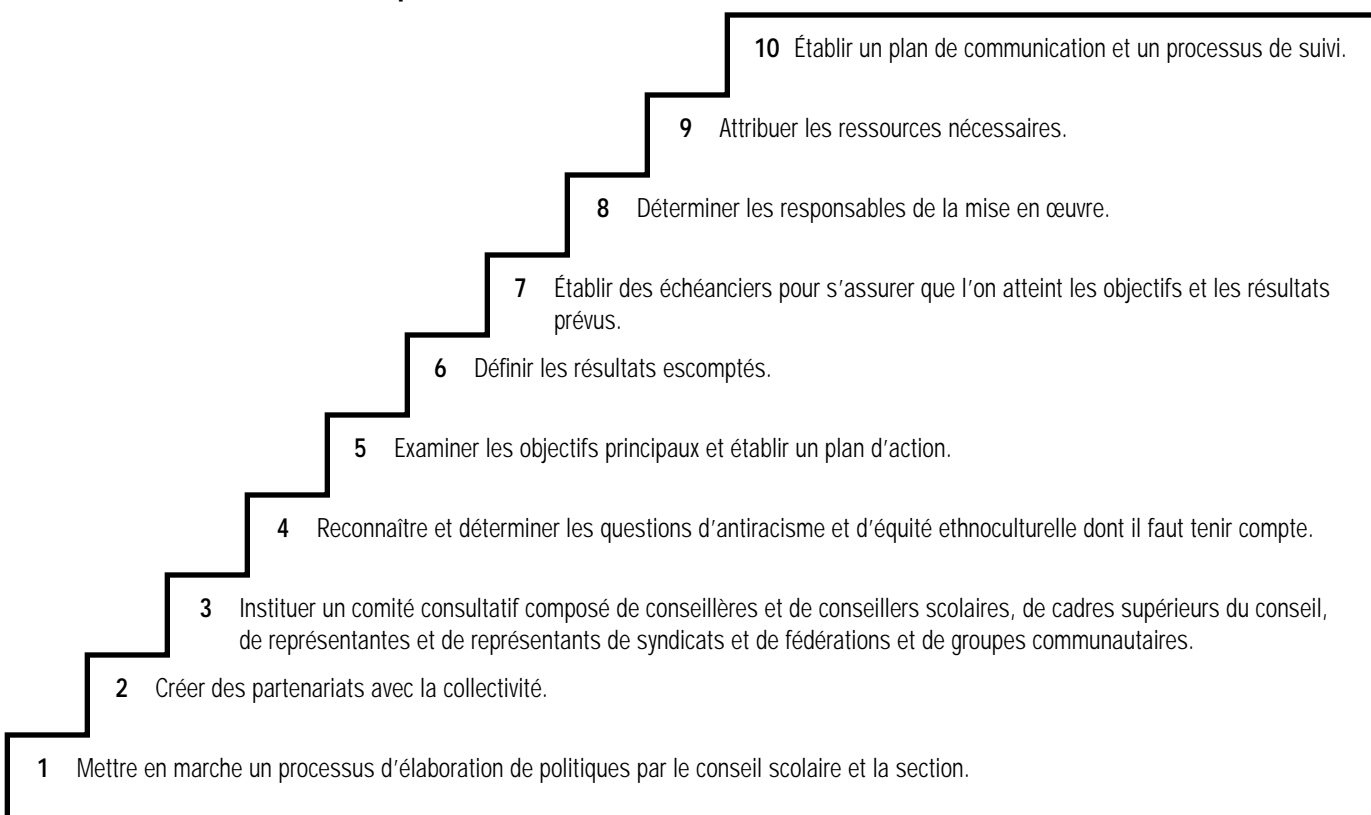 10 Établir un plan de communication et un processus de suivi.
9 Attribuer les ressources nécessaires.
8 Déterminer les responsables de la mise en œuvre.
7 Établir des échéanciers pour s'assurer que l'on atteint les objectifs et les résultats
prévus.
6 Définir les résultats escomptés.
5 Examiner les objectifs principaux et établir un plan d'action.
4 Reconnaître et déterminer les questions d'antiracisme et d'équité ethnoculturelle dont il faut tenir compte.
3 Instituer un comité consultatif composé de conseillères et de conseillers scolaires, de cadres supérieurs du conseil,
de représentantes et de représentants de syndicats et de fédérations et de groupes communautaires.
2 Créer des partenariats avec la collectivité.
1 Mettre en marche un processus d'élaboration de politiques par le conseil scolaire et la section.